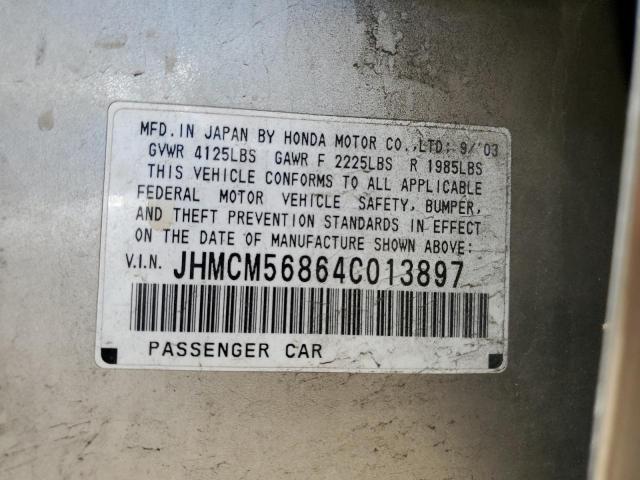 MFD. IN JAPAN BY HONDA MOTOR CO., LTD: 9/'03
GVWR 4125LBS GAWR F 2225LBS R 1985LBS
THIS VEHICLE CONFORMS TO ALL APPLICABLE
FEDERAL MOTOR VEHICLE SAFETY, BUMPER,
AND THEFT PREVENTION STANDARDS IN EFFECT
ON THE DATE OF MANUFACTURE SHOWN ABOVE:
V.I.N. JHMCM56864C013897
PASSENGER CAR